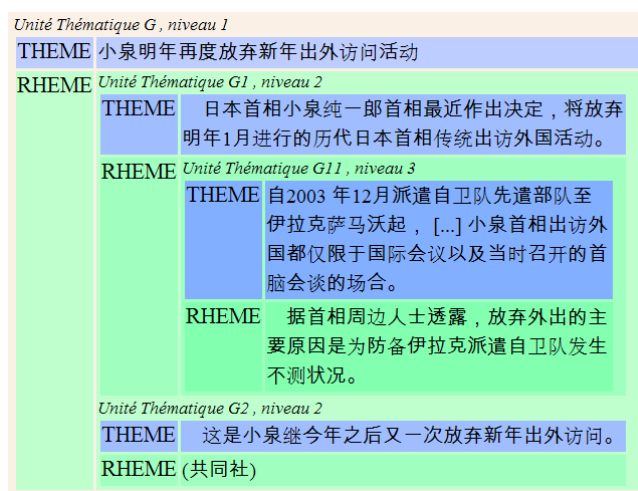 Unité Thématique G , niveau 1
THEME 小泉明年再度放弃新年出外访问活动
RHEME Unité Thématique G1 , niveau 2
THEME 日本首相小泉纯一郎首相最近作出决定，将放弃
明年1月进行的历代日本首相传统出访外国活动。
RHEME Unité Thématique G11 , niveau 3
THEME 自2003 年12月派遣自卫队先遣部队至
伊拉克萨马沃起， [...] 小泉首相出访外
国都仅限于国际会议以及当时召开的首
脑会谈的场合。
RHEME 据首相周边人士透露，放弃外出的主
要原因是为防备伊拉克派遣自卫队发生
不测状况。
Unité Thématique G2 , niveau 2
THEME 这是小泉继今年之后又一次放弃新年出外访问。
RHEME (共同社)